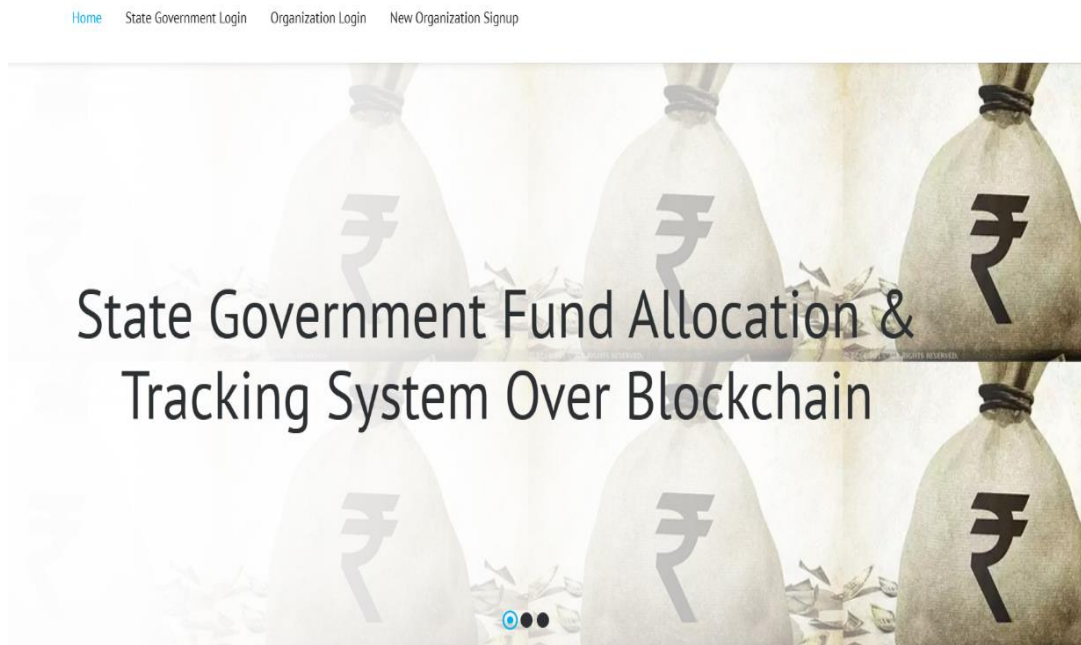 Home State Government Login Organization Login New Organization Signup
₹ ₹ ₹
State Government Fund Allocation &
Tracking System Over Blockchain
₹ ₹ ₹